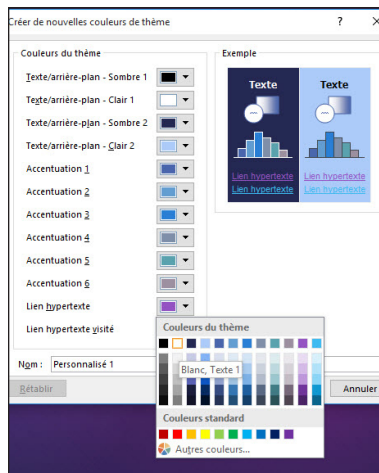 Créer de nouvelles couleurs de thème
Couleurs du thème
Exemple
Texte/arrière-plan - Sombre 1
Texte/arrière-plan - Clair 1
Texte/arrière-plan - Sombre 2
Texte/arrière-plan - Clair 2
Accentuation 1
Accentuation 2
Accentuation 3
Accentuation 4
Accentuation 5
Accentuation 6
Lien hypertexte
Lien hypertexte visité
Texte Texte
Lien hypertexte Lien hypertexte
Lien hypertexte Lien hypertexte
Nom : Personnalisé 1
Rétablir
Annuler
Couleurs du thème
Blanc, Texte 1
Couleurs standard
Autres couleurs...